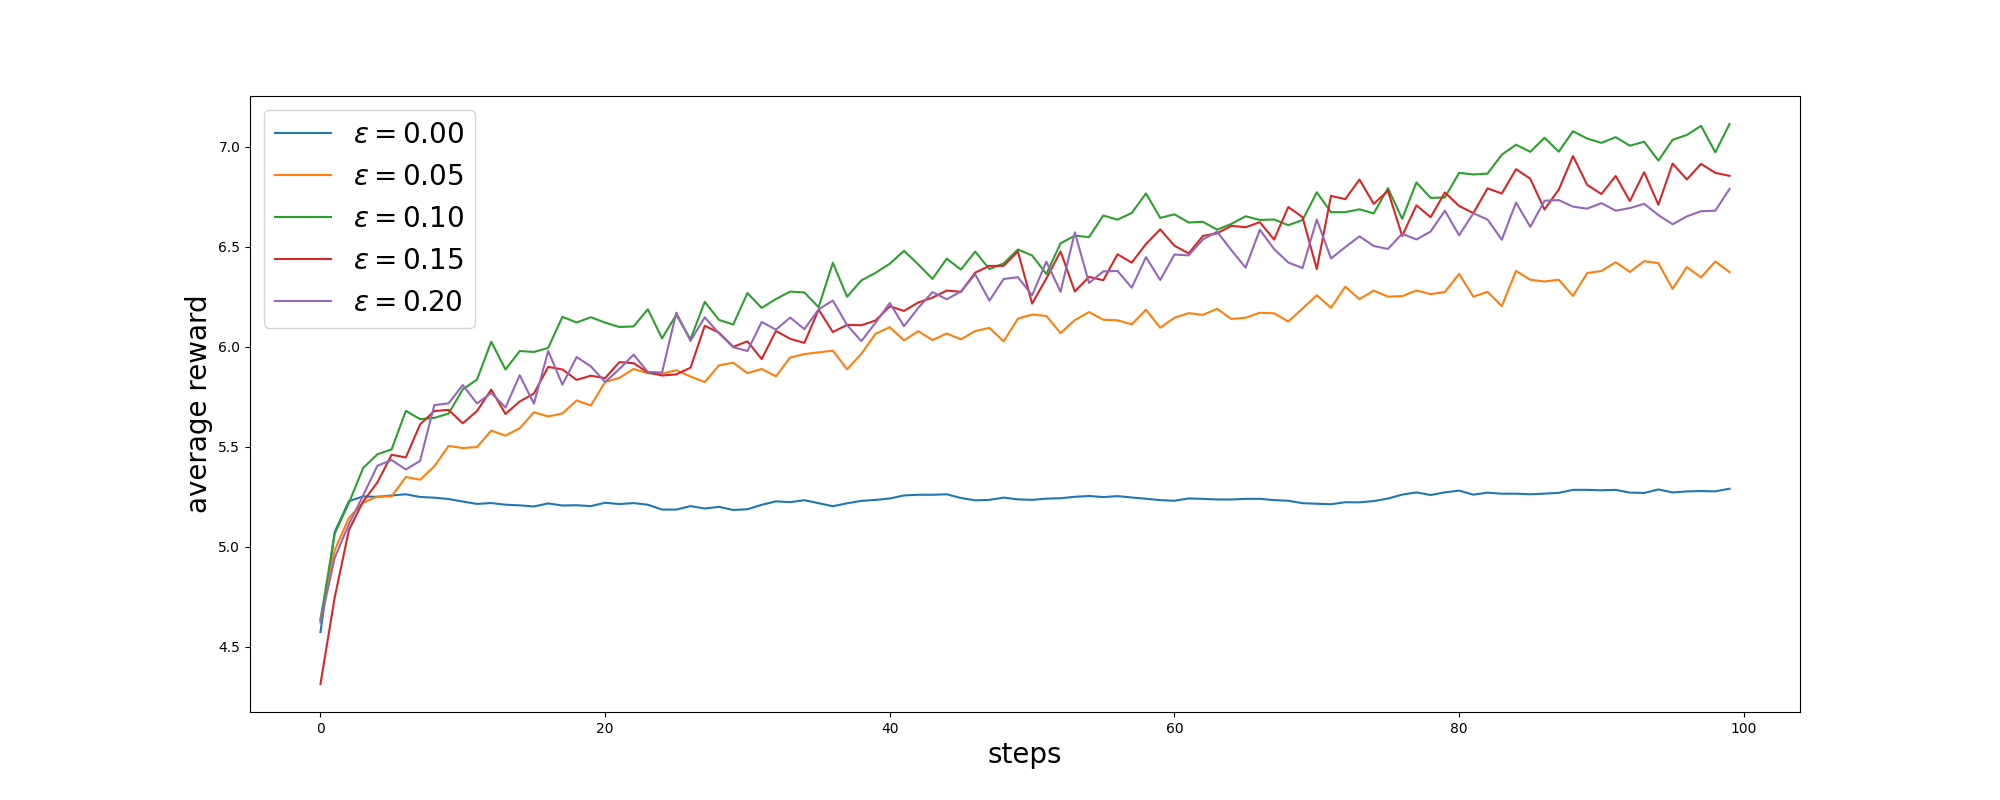 ε = 0.00
ε = 0.05
ε = 0.10
ε = 0.15
ε = 0.20
average reward
7.0
6.5
6.0
5.5
5.0
4.5
0 20 40 60 80 100
steps